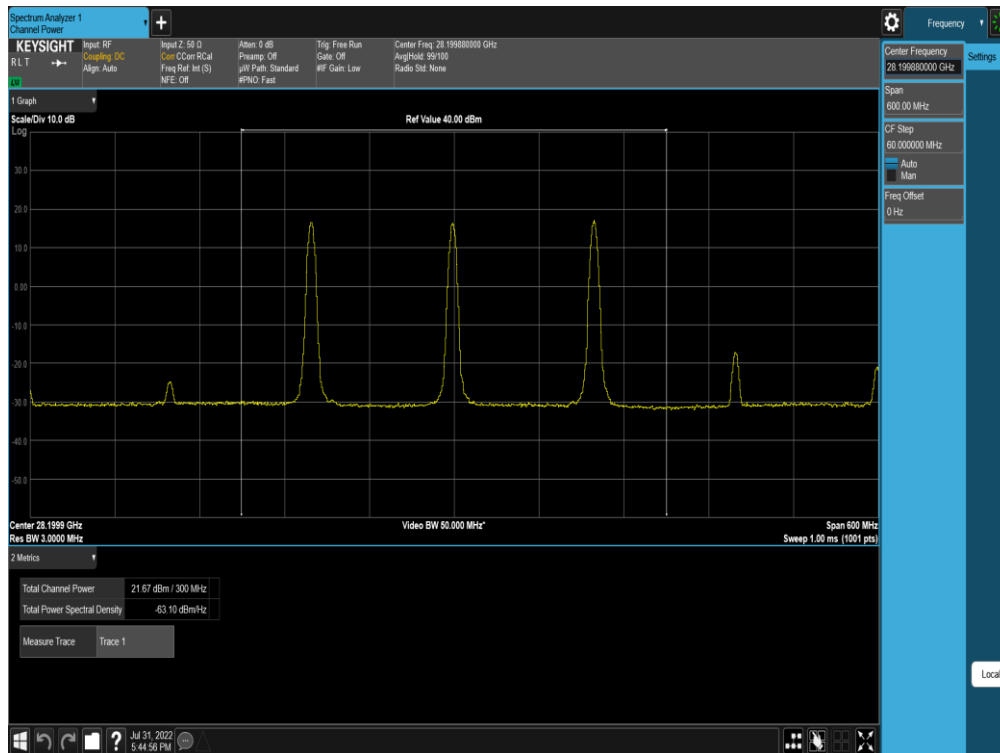 Spectrum Analyzer 1
Channel Power
+
Frequency
KEYSIGHT
RLT
LXI
Input: RF
Coupling: DC
Align: Auto
Input Z: 50 Ω
Corr CCorr RCal
Freq Ref: Int (S)
NFE: Off
Atten: 0 dB
Preamp: Off
µW Path: Standard
#PNO: Fast
Trig: Free Run
Gate: Off
#IF Gain: Low
Center Freq: 28.199880000 GHz
Avg|Hold: 99/100
Radio Std: None
Center Frequency
28.199880000 GHz
Settings
Span
600.00 MHz
CF Step
60.000000 MHz
Auto
Man
Freq Offset
0 Hz
1 Graph
Scale/Div 10.0 dB
Ref Value 40.00 dBm
Log
30.0
20.0
10.0
0.00
-10.0
-20.0
-30.0
-40.0
-50.0
Center 28.1999 GHz
Video BW 50.000 MHz*
Span 600 MHz
Res BW 3.0000 MHz
Sweep 1.00 ms (1001 pts)
2 Metrics
Total Channel Power 21.67 dBm / 300 MHz
Total Power Spectral Density -63.10 dBm/Hz
Measure Trace Trace 1
Local
?
Jul 31, 2022
5:44:56 PM